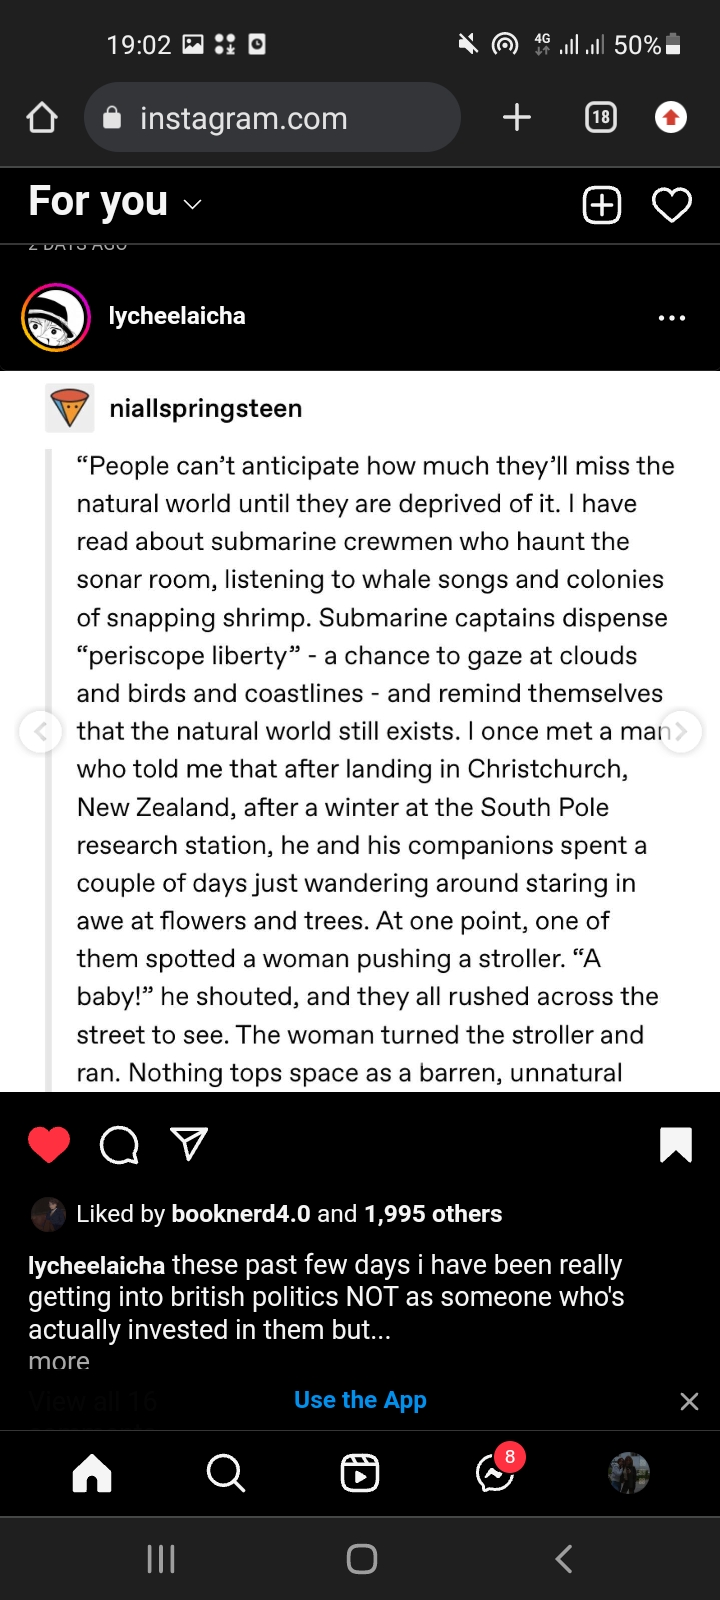 19:02
4G
50%
instagram.com
18
For you
2 DAYS AGO
lycheelaicha
niallspringsteen
“People can’t anticipate how much they’ll miss the
natural world until they are deprived of it. I have
read about submarine crewmen who haunt the
sonar room, listening to whale songs and colonies
of snapping shrimp. Submarine captains dispense
“periscope liberty” - a chance to gaze at clouds
and birds and coastlines - and remind themselves
that the natural world still exists. I once met a man
who told me that after landing in Christchurch,
New Zealand, after a winter at the South Pole
research station, he and his companions spent a
couple of days just wandering around staring in
awe at flowers and trees. At one point, one of
them spotted a woman pushing a stroller. “A
baby!” he shouted, and they all rushed across the
street to see. The woman turned the stroller and
ran. Nothing tops space as a barren, unnatural
Liked by booknerd4.0 and 1,995 others
lycheelaicha these past few days i have been really
getting into british politics NOT as someone who's
actually invested in them but...
more
View all 16
Use the App
8